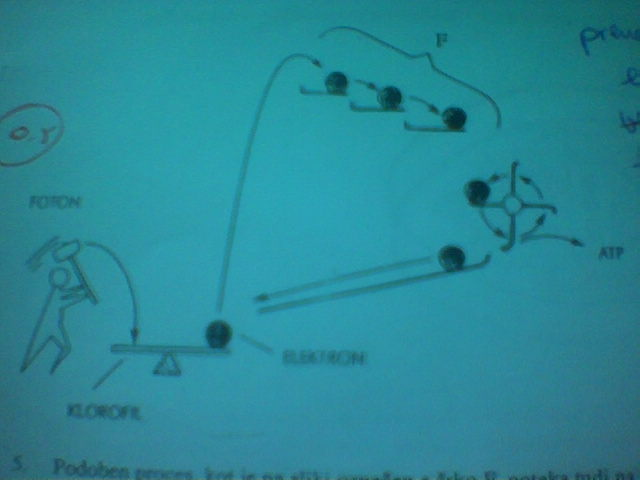 F
0.5
FOTON
ATP
ELEKTRON
KLOROFIL
5. Podoben proces, kot je na sliki označen s črko F, poteka tudi na